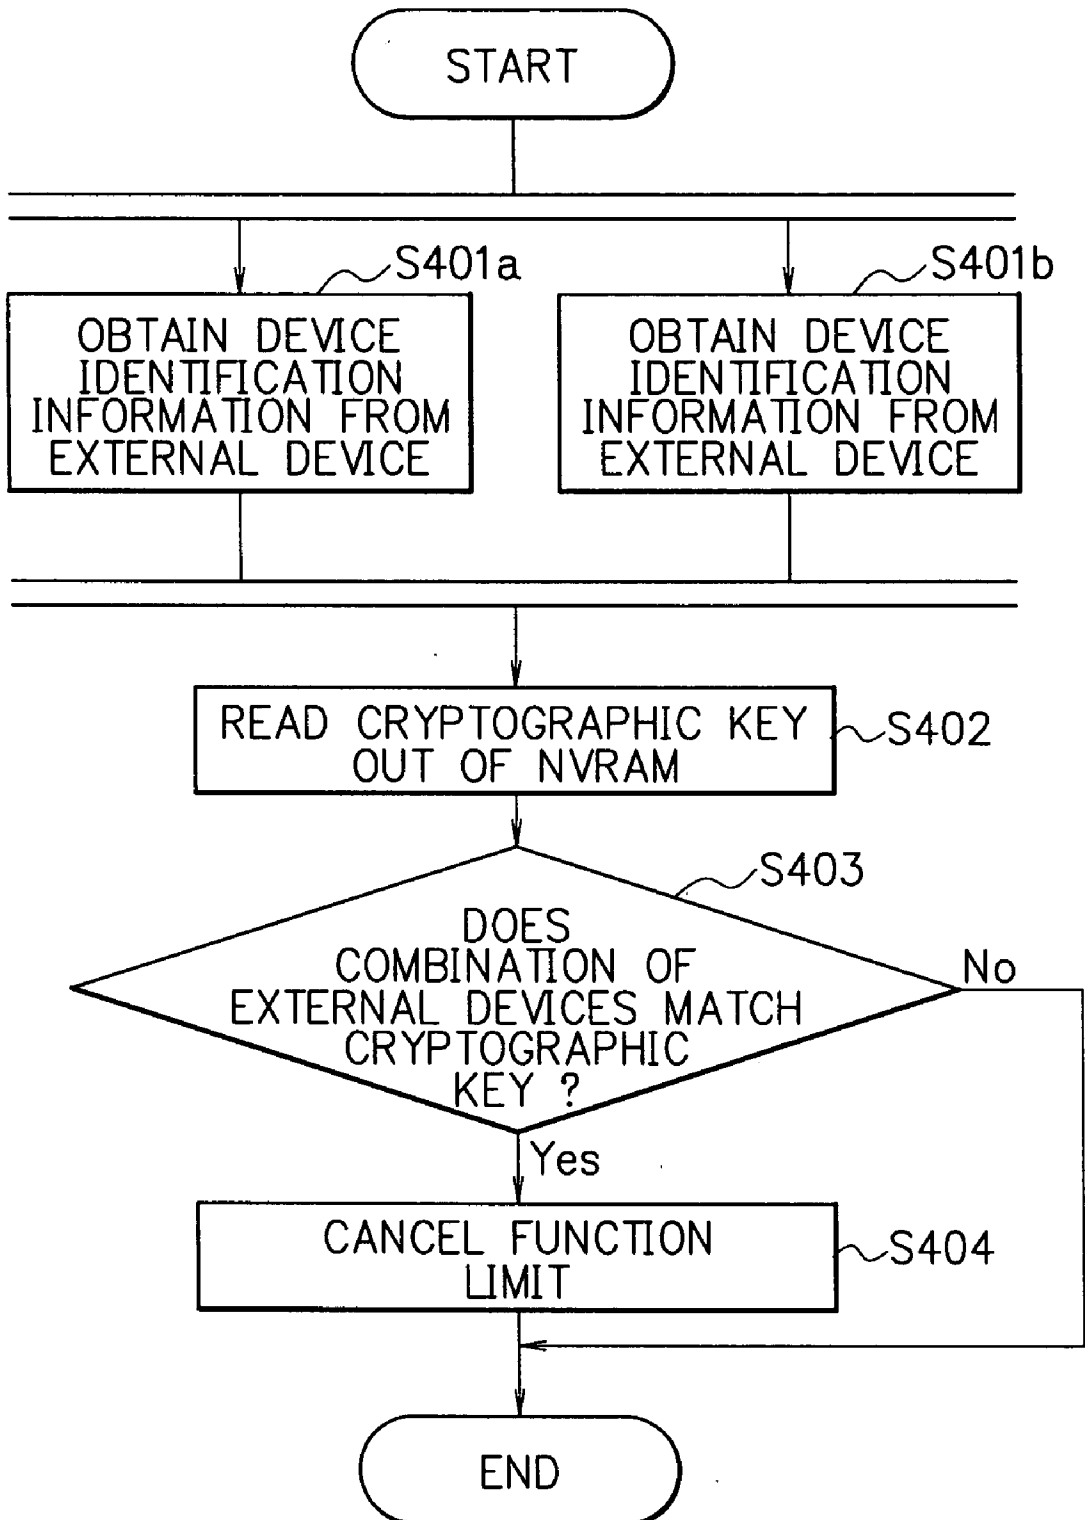 START
S401a
S401b
OBTAIN DEVICE
IDENTIFICATION
INFORMATION FROM
EXTERNAL DEVICE
OBTAIN DEVICE
IDENTIFICATION
INFORMATION FROM
EXTERNAL DEVICE
READ CRYPTOGRAPHIC KEY
OUT OF NVRAM
S402
S403
DOES
COMBINATION OF
EXTERNAL DEVICES MATCH
CRYPTOGRAPHIC
KEY ?
No
Yes
CANCEL FUNCTION
LIMIT
S404
END